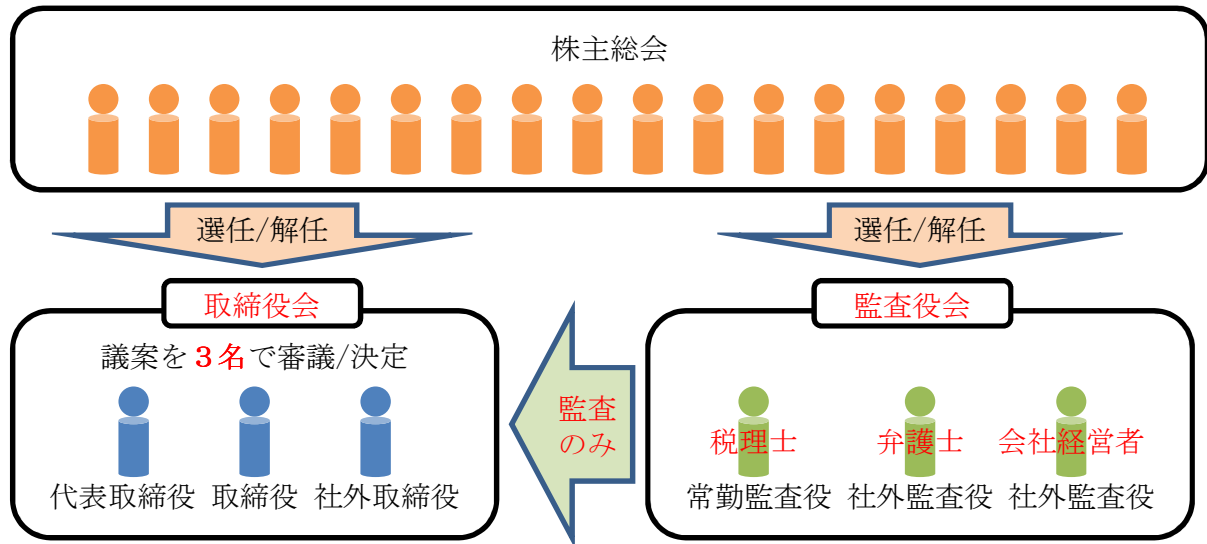 株主総会
選任/解任
選任/解任
取締役会
議案を３名で審議/決定
代表取締役 取締役 社外取締役
監査
のみ
監査役会
税理士 弁護士 会社経営者
常勤監査役 社外監査役 社外監査役